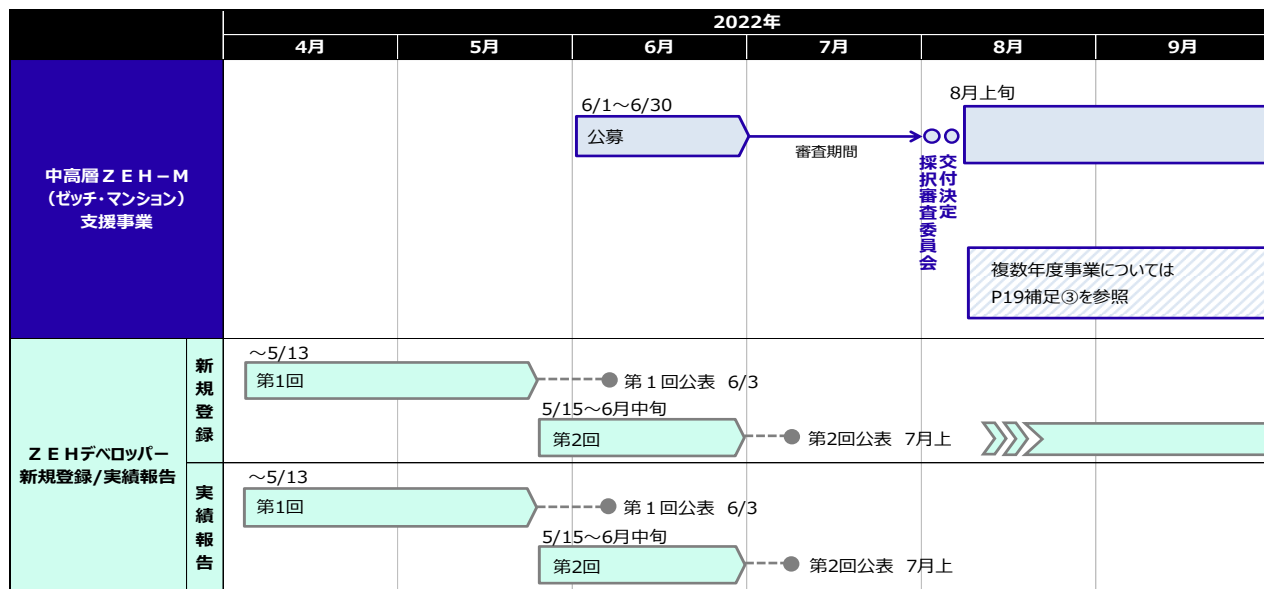 2022年
4月
5月
6月
7月
8月
9月
中高層ＺＥＨ－Ｍ
（ゼッチ・マンション）
支援事業
6/1～6/30
公募
審査期間
採択審査委員会
交付決定
8月上旬
複数年度事業については
P19補足③を参照
ＺＥＨデベロッパー
新規登録/実績報告
新規登録
～5/13
第1回
第１回公表 6/3
5/15～6月中旬
第2回
第2回公表 7月上
実績報告
～5/13
第1回
第１回公表 6/3
5/15～6月中旬
第2回
第2回公表 7月上